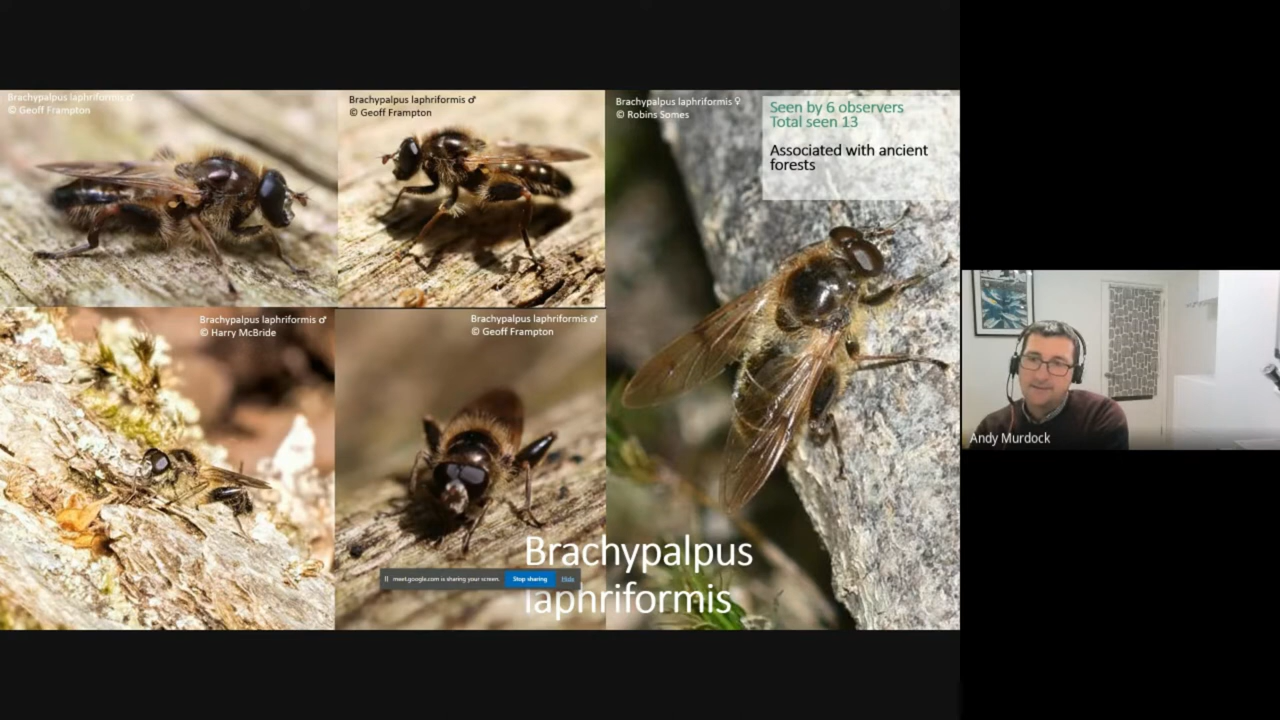 Brachypalpus laphriformis ♂
© Geoff Frampton
Brachypalpus laphriformis ♂
© Geoff Frampton
Brachypalpus laphriformis ♀
© Robins Somes
Seen by 6 observers
Total seen 13
Associated with ancient
forests
Brachypalpus laphriformis ♂
© Harry McBride
Brachypalpus laphriformis ♂
© Geoff Frampton
Brachypalpus
laphriformis
meet.google.com is sharing your screen.
Stop sharing
Hide
Andy Murdock